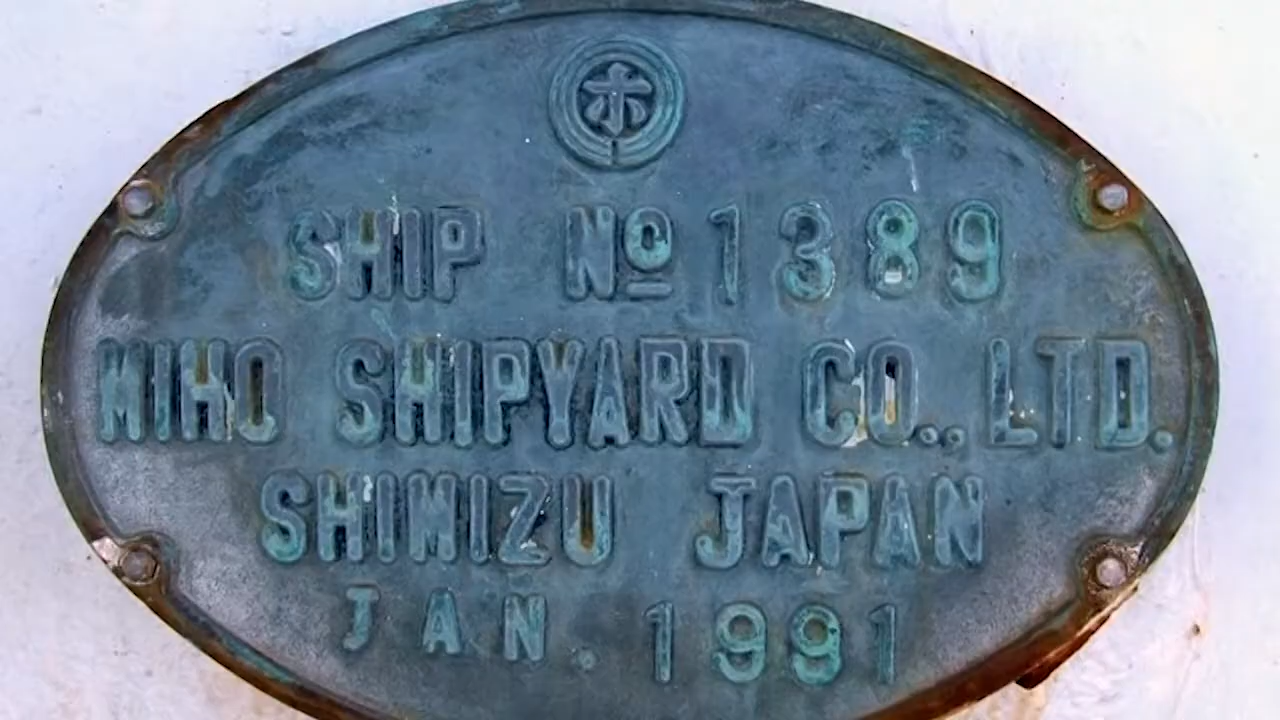 ホ
SHIP Nº 1389
MIHO SHIPYARD CO., LTD.
SHIMIZU JAPAN
JAN. 1991